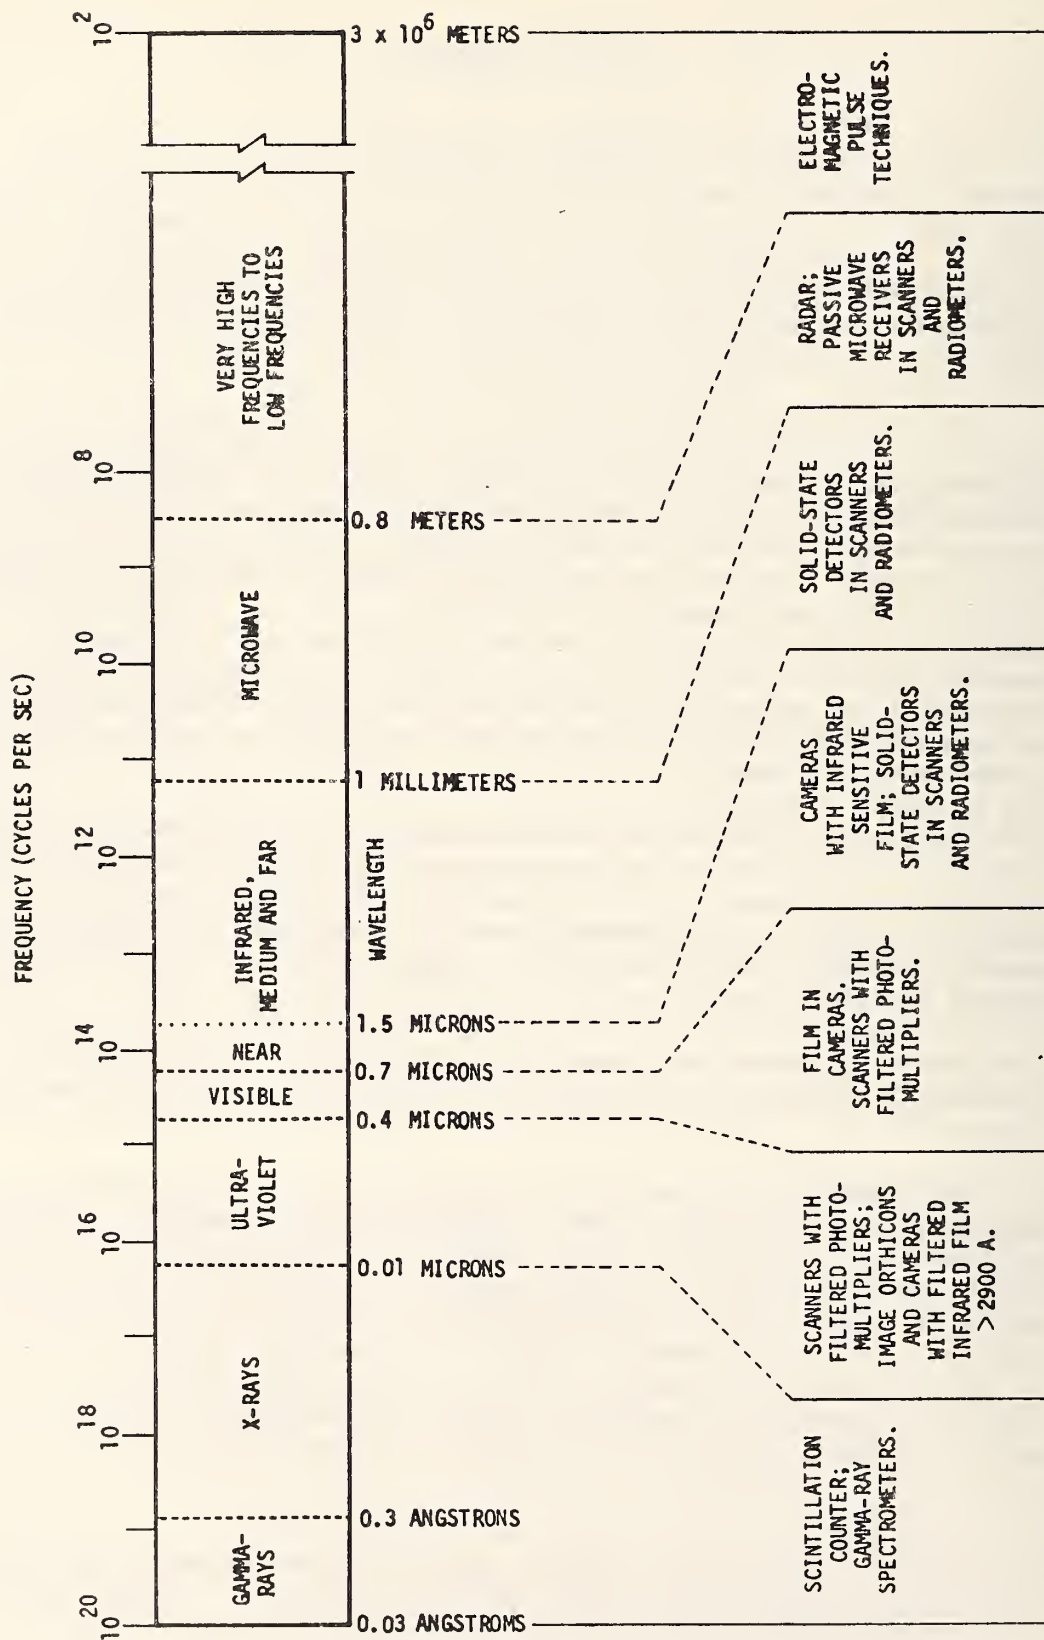 FREQUENCY (CYCLES PER SEC)
10^2
10^8
10^10
10^12
10^14
10^16
10^18
10^20
VERY HIGH
FREQUENCIES TO
LOW FREQUENCIES
MICROWAVE
INFRARED,
MEDIUM AND FAR
NEAR
VISIBLE
ULTRA-
VIOLET
X-RAYS
GAMMA-
RAYS
WAVELENGTH
3 x 10^6 METERS
0.8 METERS
1 MILLIMETERS
1.5 MICRONS
0.7 MICRONS
0.4 MICRONS
0.01 MICRONS
0.3 ANGSTRONS
0.03 ANGSTROMS
ELECTRO-
MAGNETIC
PULSE
TECHNIQUES.
RADAR;
PASSIVE
MICROWAVE
RECEIVERS
IN SCANNERS
AND
RADIOMETERS.
SOLID-STATE
DETECTORS
IN SCANNERS
AND RADIOMETERS.
CAMERAS
WITH INFRARED
SENSITIVE
FILM; SOLID-
STATE DETECTORS
IN SCANNERS
AND RADIOMETERS.
FILM IN
CAMERAS.
SCANNERS WITH
FILTERED PHOTO-
MULTIPLIERS.
SCANNERS WITH
FILTERED PHOTO-
MULTIPLIERS;
IMAGE ORTHICONS
AND CAMERAS
WITH FILTERED
INFRARED FILM
> 2900 A.
SCINTILLATION
COUNTER;
GAMMA-RAY
SPECTROMETERS.